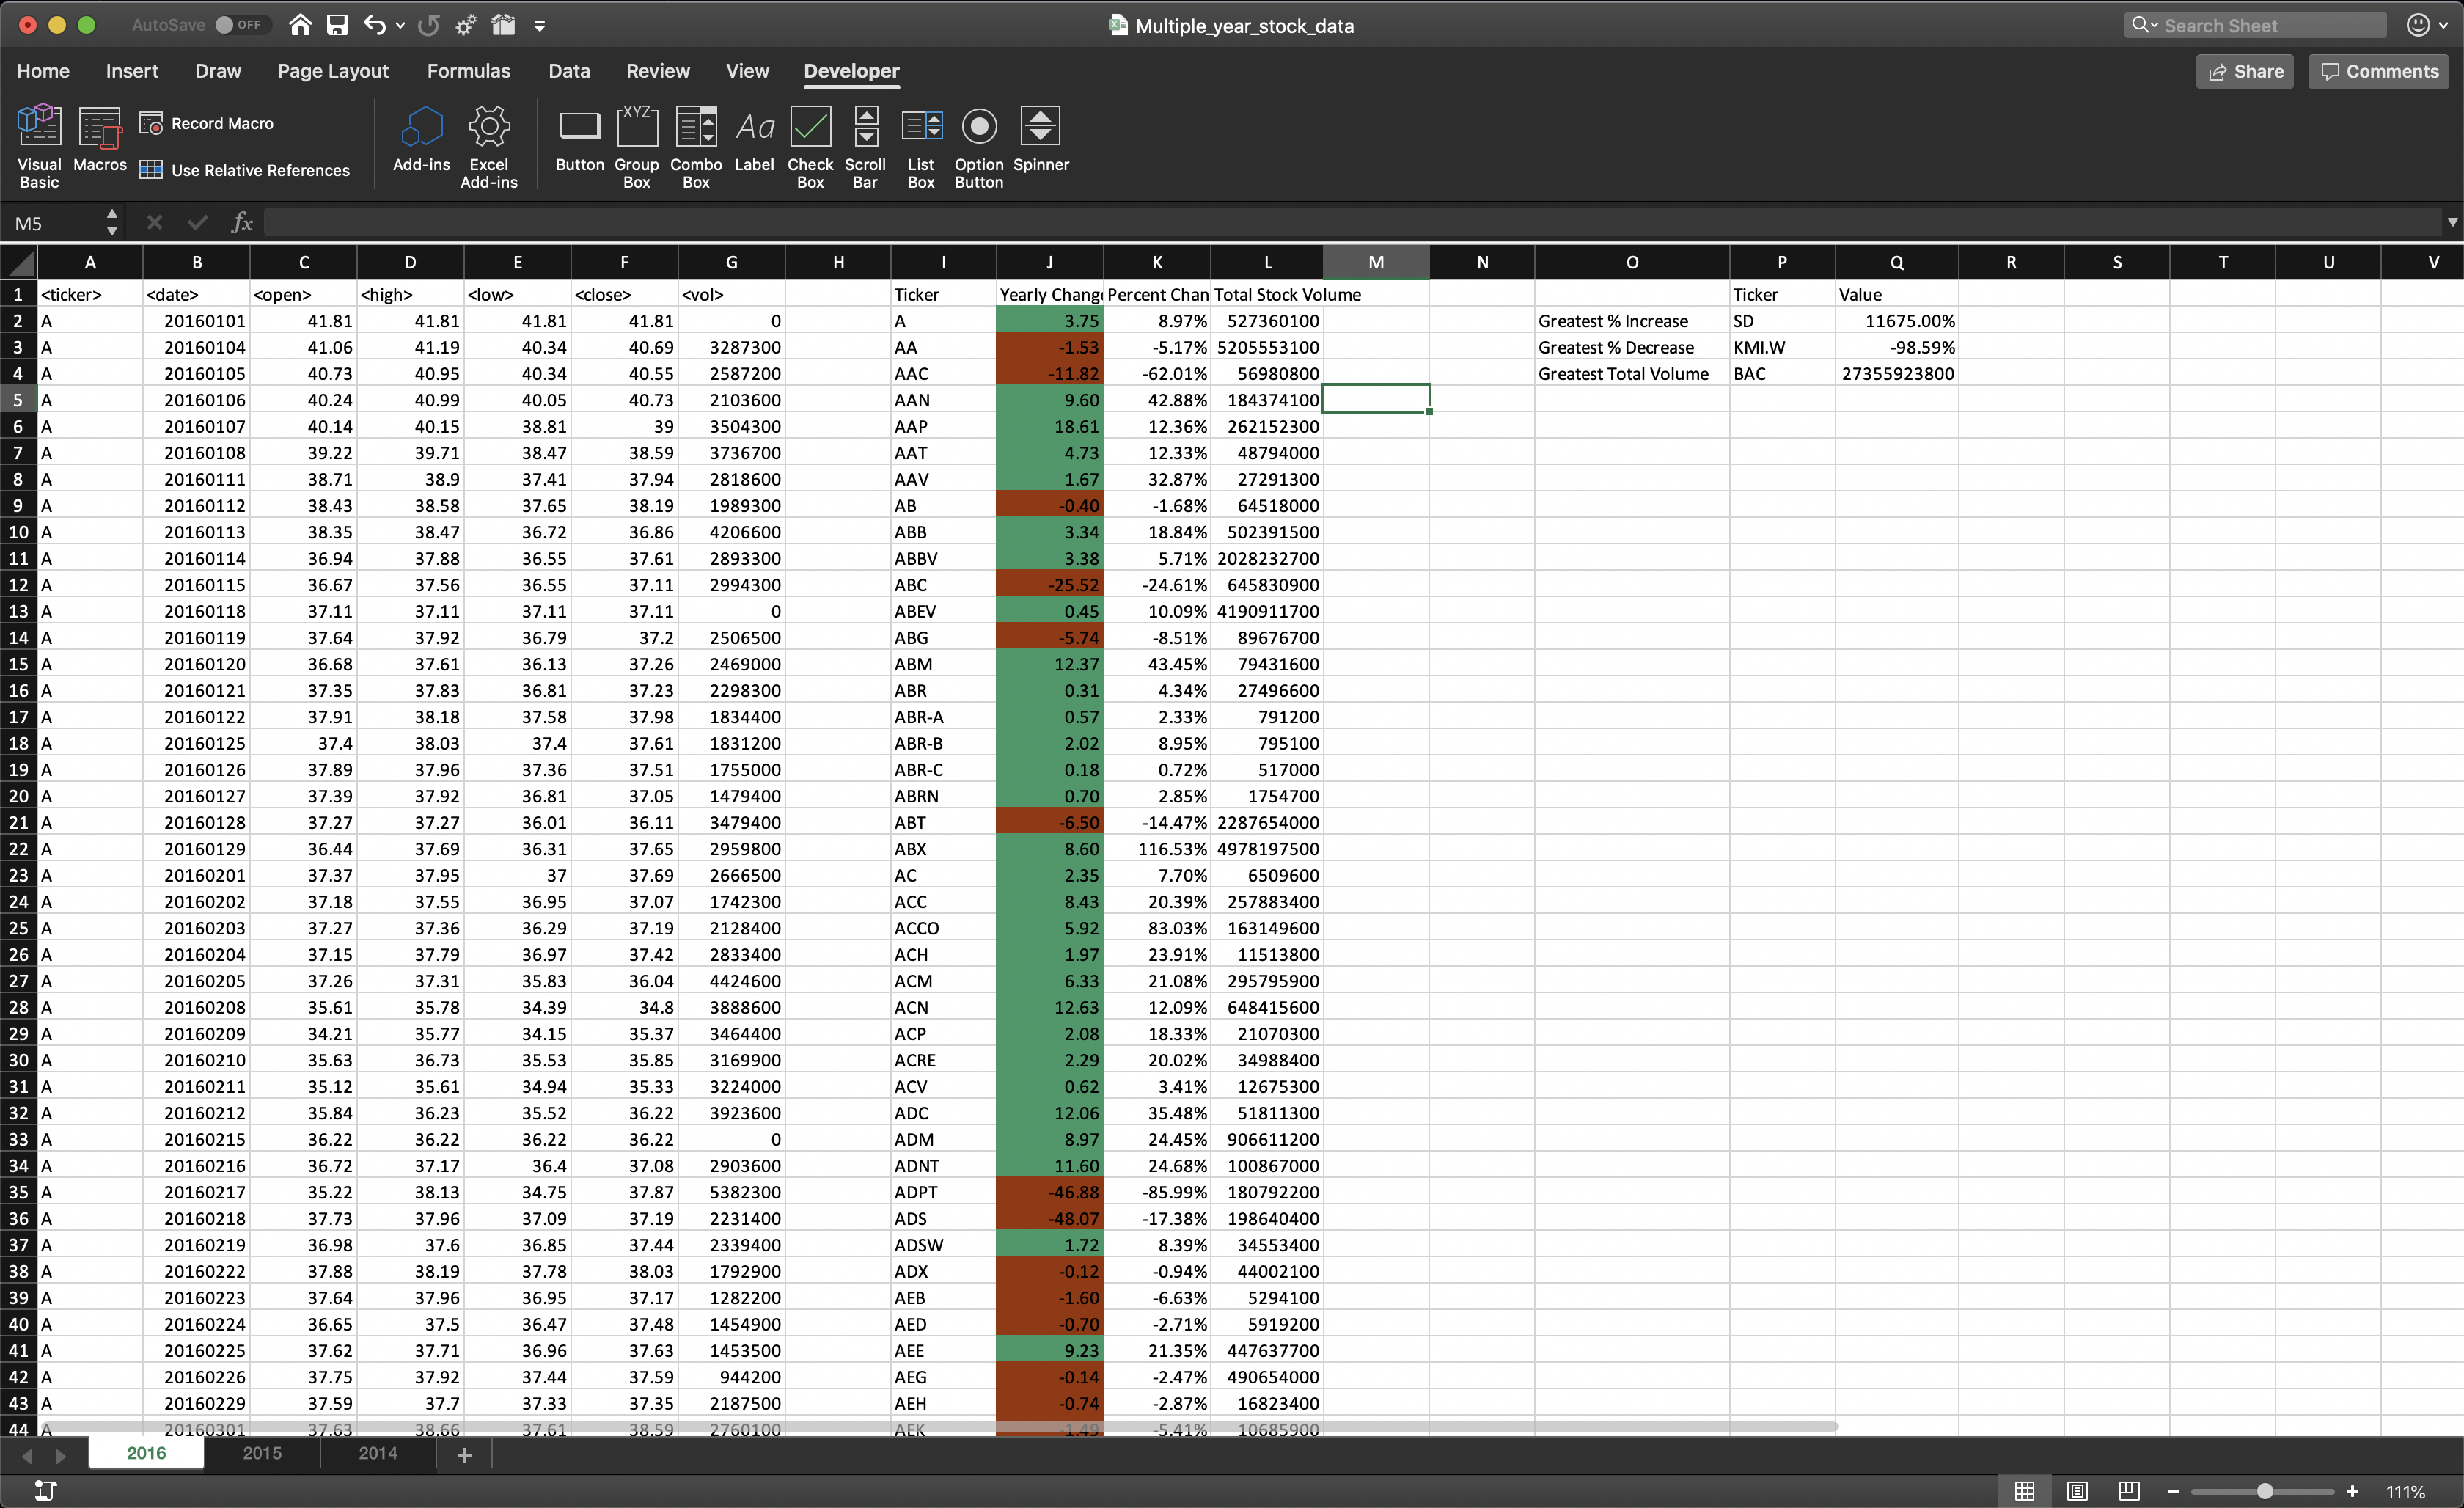 AutoSave OFF Multiple_year_stock_data Search Sheet
Home Insert Draw Page Layout Formulas Data Review View Developer Share Comments
Visual Basic Macros Record Macro Use Relative References Add-ins Excel Add-ins Button Group Box Combo Box Label Check Box Scroll Bar List Box Option Button Spinner
M5 fx
A B C D E F G H I J K L M N O P Q R S T U V
1 <ticker> <date> <open> <high> <low> <close> <vol> Ticker Yearly Change Percent Chan Total Stock Volume Ticker Value
2 A 20160101 41.81 41.81 41.81 41.81 0 A 3.75 8.97% 527360100 Greatest % Increase SD 11675.00%
3 A 20160104 41.06 41.19 40.34 40.69 3287300 AA -1.53 -5.17% 5205553100 Greatest % Decrease KMI.W -98.59%
4 A 20160105 40.73 40.95 40.34 40.55 2587200 AAC -11.82 -62.01% 56980800 Greatest Total Volume BAC 27355923800
5 A 20160106 40.24 40.99 40.05 40.73 2103600 AAN 9.60 42.88% 184374100
6 A 20160107 40.14 40.15 38.81 39 3504300 AAP 18.61 12.36% 262152300
7 A 20160108 39.22 39.71 38.47 38.59 3736700 AAT 4.73 12.33% 48794000
8 A 20160111 38.71 38.9 37.41 37.94 2818600 AAV 1.67 32.87% 27291300
9 A 20160112 38.43 38.58 37.65 38.19 1989300 AB -0.40 -1.68% 64518000
10 A 20160113 38.35 38.47 36.72 36.86 4206600 ABB 3.34 18.84% 502391500
11 A 20160114 36.94 37.88 36.55 37.61 2893300 ABBV 3.38 5.71% 2028232700
12 A 20160115 36.67 37.56 36.55 37.11 2994300 ABC -25.52 -24.61% 645830900
13 A 20160118 37.11 37.11 37.11 37.11 0 ABEV 0.45 10.09% 4190911700
14 A 20160119 37.64 37.92 36.79 37.2 2506500 ABG -5.74 -8.51% 89676700
15 A 20160120 36.68 37.61 36.13 37.26 2469000 ABM 12.37 43.45% 79431600
16 A 20160121 37.35 37.83 36.81 37.23 2298300 ABR 0.31 4.34% 27496600
17 A 20160122 37.91 38.18 37.58 37.98 1834400 ABR-A 0.57 2.33% 791200
18 A 20160125 37.4 38.03 37.4 37.61 1831200 ABR-B 2.02 8.95% 795100
19 A 20160126 37.89 37.96 37.36 37.51 1755000 ABR-C 0.18 0.72% 517000
20 A 20160127 37.39 37.92 36.81 37.05 1479400 ABRN 0.70 2.85% 1754700
21 A 20160128 37.27 37.27 36.01 36.11 3479400 ABT -6.50 -14.47% 2287654000
22 A 20160129 36.44 37.69 36.31 37.65 2959800 ABX 8.60 116.53% 4978197500
23 A 20160201 37.37 37.95 37 37.69 2666500 AC 2.35 7.70% 6509600
24 A 20160202 37.18 37.55 36.95 37.07 1742300 ACC 8.43 20.39% 257883400
25 A 20160203 37.27 37.36 36.29 37.19 2128400 ACCO 5.92 83.03% 163149600
26 A 20160204 37.15 37.79 36.97 37.42 2833400 ACH 1.97 23.91% 11513800
27 A 20160205 37.26 37.31 35.83 36.04 4424600 ACM 6.33 21.08% 295795900
28 A 20160208 35.61 35.78 34.39 34.8 3888600 ACN 12.63 12.09% 648415600
29 A 20160209 34.21 35.77 34.15 35.37 3464400 ACP 2.08 18.33% 21070300
30 A 20160210 35.63 36.73 35.53 35.85 3169900 ACRE 2.29 20.02% 34988400
31 A 20160211 35.12 35.61 34.94 35.33 3224000 ACV 0.62 3.41% 12675300
32 A 20160212 35.84 36.23 35.52 36.22 3923600 ADC 12.06 35.48% 51811300
33 A 20160215 36.22 36.22 36.22 36.22 0 ADM 8.97 24.45% 906611200
34 A 20160216 36.72 37.17 36.4 37.08 2903600 ADNT 11.60 24.68% 100867000
35 A 20160217 35.22 38.13 34.75 37.87 5382300 ADPT -46.88 -85.99% 180792200
36 A 20160218 37.73 37.96 37.09 37.19 2231400 ADS -48.07 -17.38% 198640400
37 A 20160219 36.98 37.6 36.85 37.44 2339400 ADSW 1.72 8.39% 34553400
38 A 20160222 37.88 38.19 37.78 38.03 1792900 ADX -0.12 -0.94% 44002100
39 A 20160223 37.64 37.96 36.95 37.17 1282200 AEB -1.60 -6.63% 5294100
40 A 20160224 36.65 37.5 36.47 37.48 1454900 AED -0.70 -2.71% 5919200
41 A 20160225 37.62 37.71 36.96 37.63 1453500 AEE 9.23 21.35% 447637700
42 A 20160226 37.75 37.92 37.44 37.59 944200 AEG -0.14 -2.47% 490654000
43 A 20160229 37.59 37.7 37.33 37.35 2187500 AEH -0.74 -2.87% 16823400
44 A 20160301 37.63 38.66 37.61 38.59 2760100 AEK -1.49 -5.41% 10685900
2016 2015 2014
111%